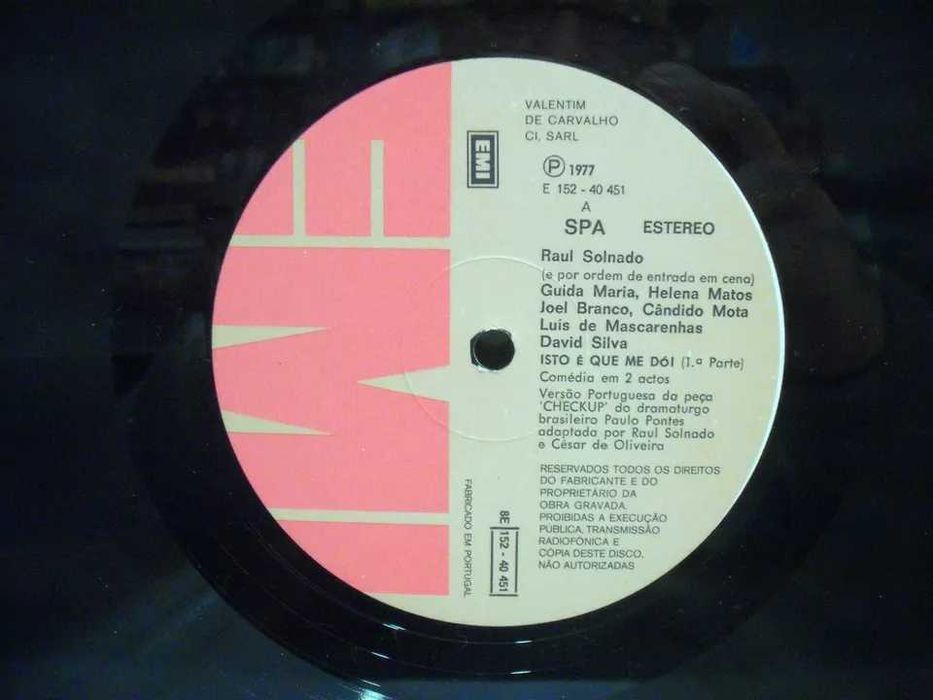 EMI
VALENTIM
DE CARVALHO
CI, SARL
EMI
Ⓟ 1977
E 152 - 40 451
A
SPA ESTEREO
Raul Solnado
(e por ordem de entrada em cena)
Guida Maria, Helena Matos
Joel Branco, Cândido Mota
Luis de Mascarenhas
David Silva
ISTO É QUE ME DÓI (1.ª Parte)
Comédia em 2 actos
Versão Portuguesa da peça
'CHECKUP' do dramaturgo
brasileiro Paulo Pontes
adaptada por Raul Solnado
e César de Oliveira
RESERVADOS TODOS OS DIREITOS
DO FABRICANTE E DO
PROPRIETÁRIO DA
OBRA GRAVADA.
PROIBIDAS A EXECUÇÃO
PÚBLICA, TRANSMISSÃO
RADIOFÓNICA E
CÓPIA DESTE DISCO,
NÃO AUTORIZADAS
FABRICADO EM PORTUGAL
8E 152 - 40 451